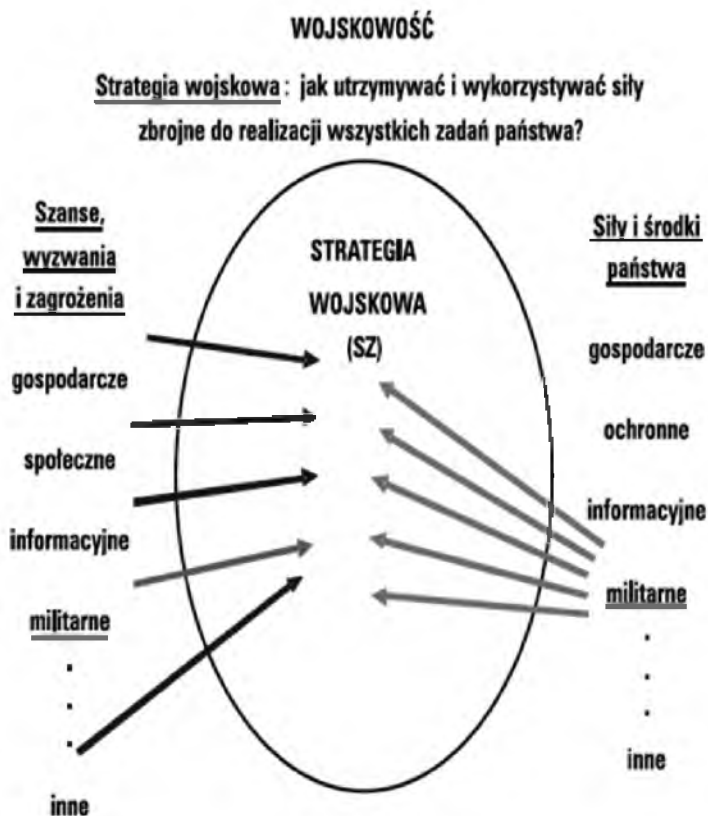 WOJSKOWOŚĆ
Strategia wojskowa : jak utrzymywać i wykorzystywać siły
zbrojne do realizacji wszystkich zadań państwa?
Szanse,
wyzwania
i zagrożenia
gospodarcze
społeczne
informacyjne
militarne
.
.
.
inne
STRATEGIA
WOJSKOWA
(SZ)
Siły i środki
państwa
gospodarcze
ochronne
informacyjne
militarne
.
.
.
inne